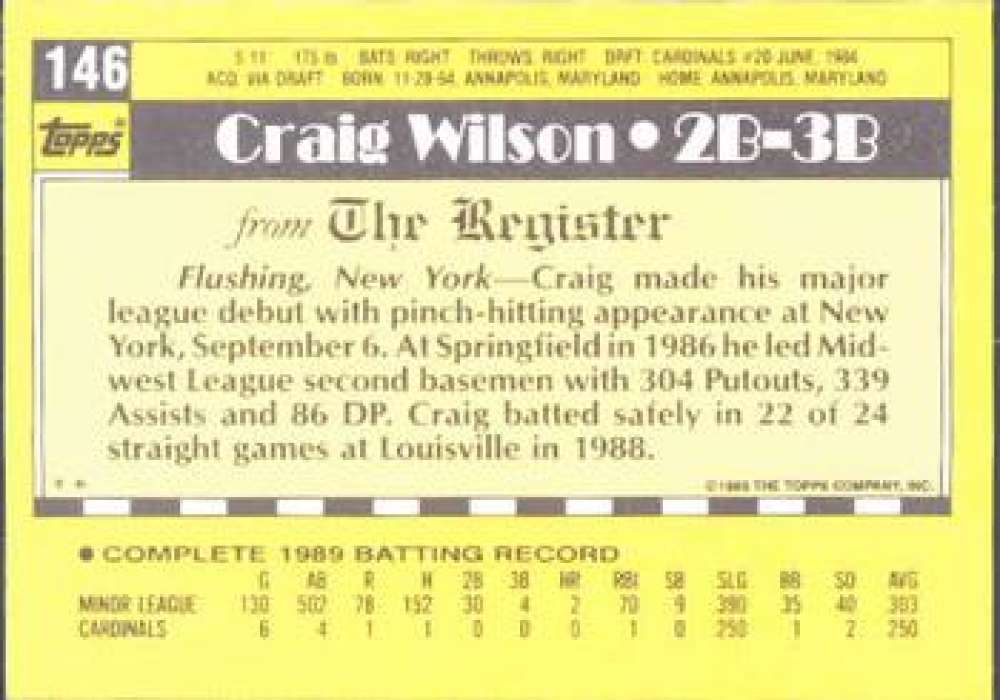 146
5'11" 175 lb BATS RIGHT THROWS RIGHT DRFT CARDINALS #20 JUNE, 1984
ACQ. VIA DRAFT BORN 11-28-64, ANNAPOLIS, MARYLAND HOME ANNAPOLIS, MARYLAND
topps®
Craig Wilson • 2B-3B
from The Register
Flushing, New York—Craig made his major
league debut with pinch-hitting appearance at New
York, September 6. At Springfield in 1986 he led Mid-
west League second basemen with 304 Putouts, 339
Assists and 86 DP. Craig batted safely in 22 of 24
straight games at Louisville in 1988.
* *
© 1989 THE TOPPS COMPANY, INC.
● COMPLETE 1989 BATTING RECORD
G AB R H 2B 3B HR RBI SB SLG BB SO AVG
MINOR LEAGUE 130 502 78 152 30 4 2 70 9 390 35 40 303
CARDINALS 6 4 1 1 0 0 0 1 0 250 1 2 250